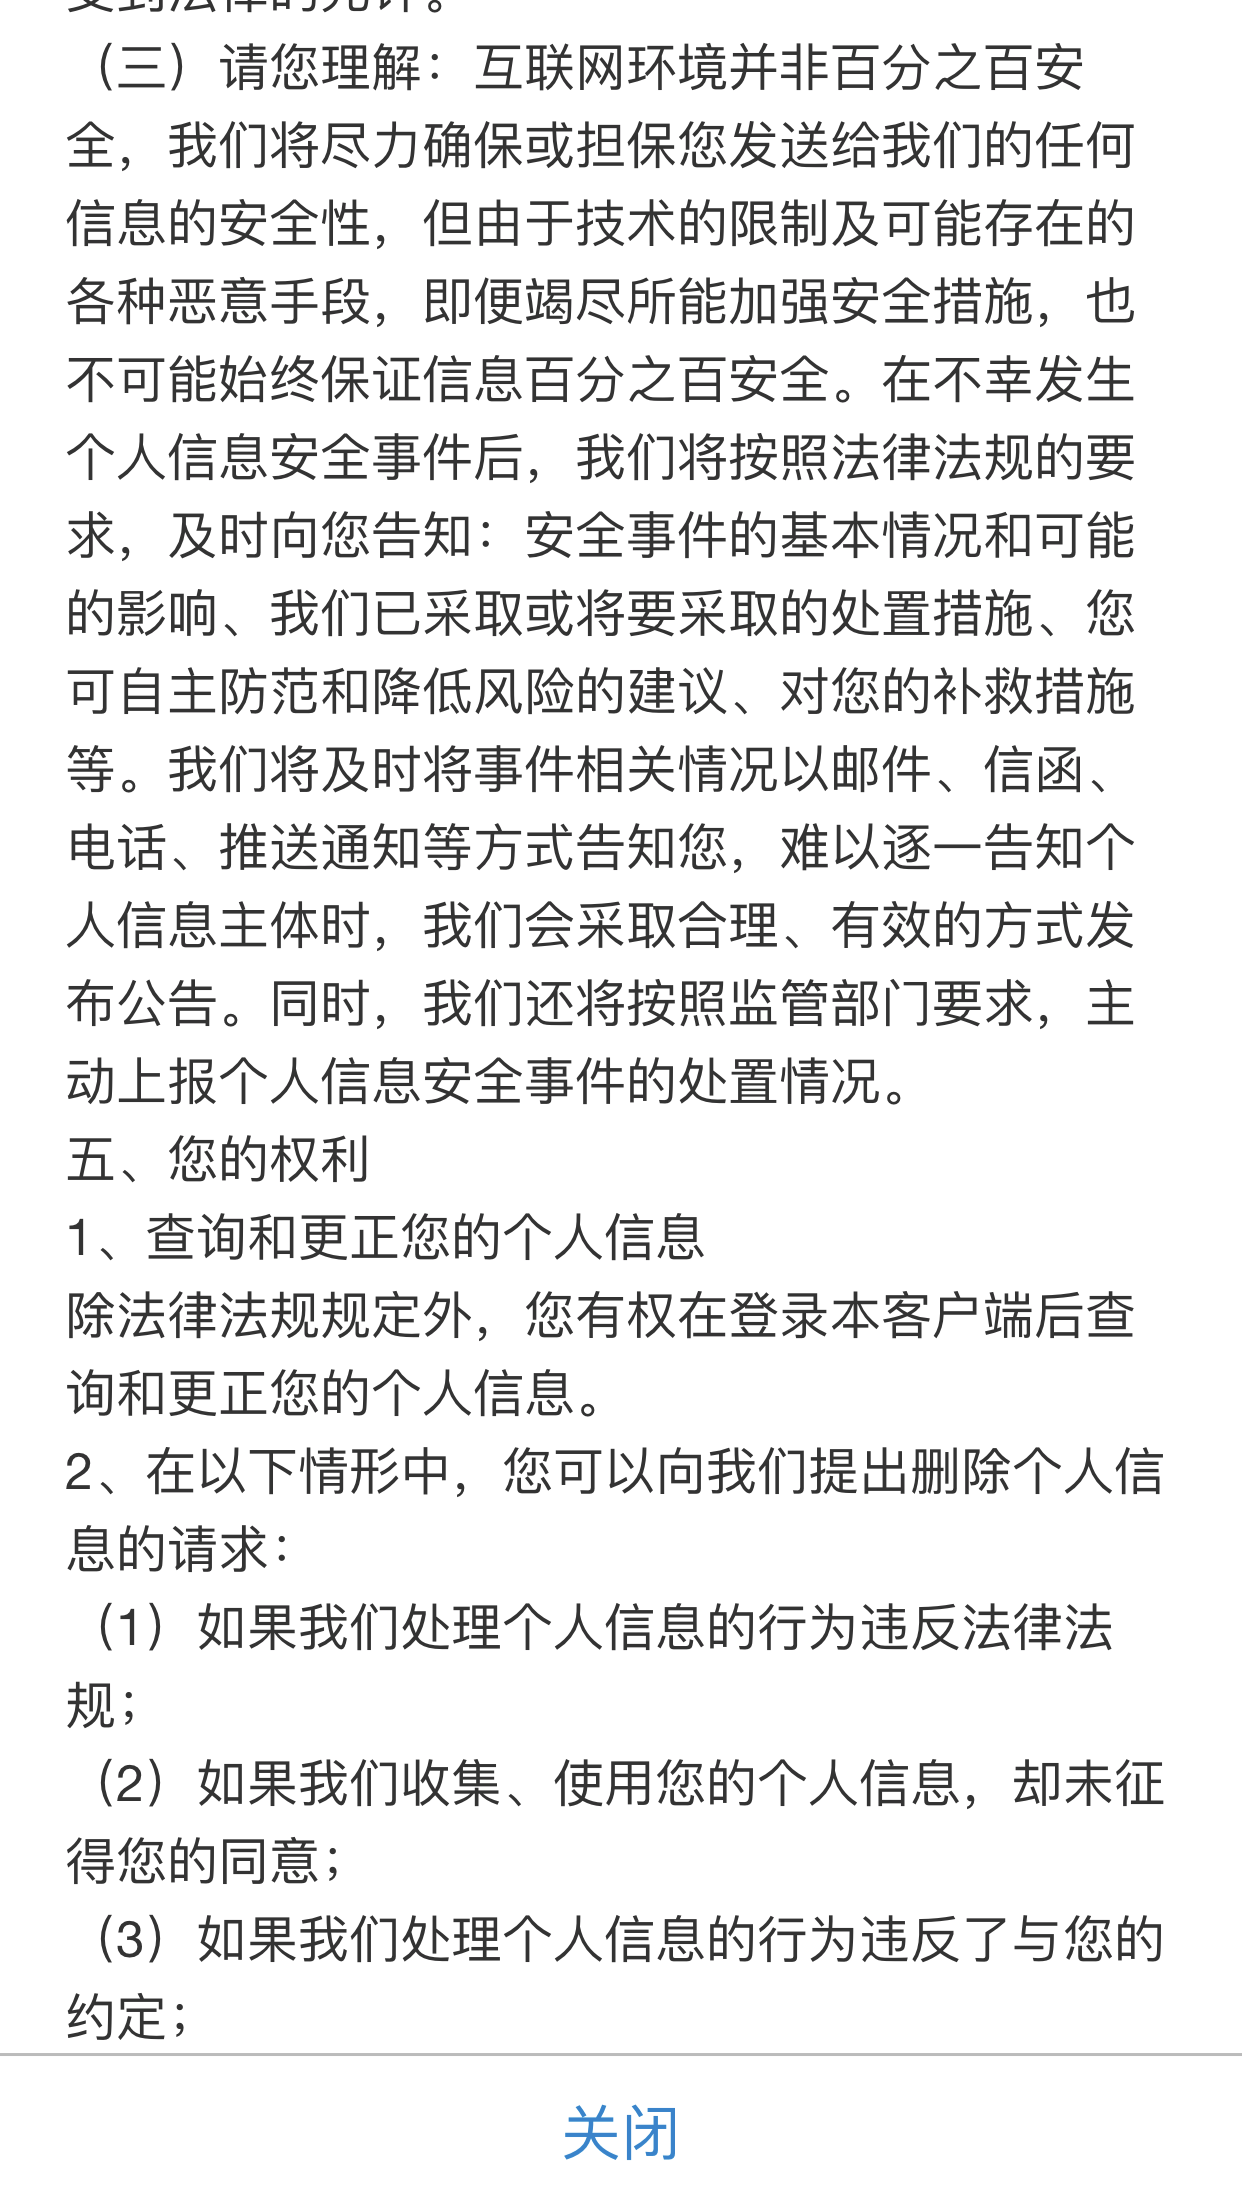 （三）请您理解：互联网环境并非百分之百安
全，我们将尽力确保或担保您发送给我们的任何
信息的安全性，但由于技术的限制及可能存在的
各种恶意手段，即便竭尽所能加强安全措施，也
不可能始终保证信息百分之百安全。在不幸发生
个人信息安全事件后，我们将按照法律法规的要
求，及时向您告知：安全事件的基本情况和可能
的影响、我们已采取或将要采取的处置措施、您
可自主防范和降低风险的建议、对您的补救措施
等。我们将及时将事件相关情况以邮件、信函、
电话、推送通知等方式告知您，难以逐一告知个
人信息主体时，我们会采取合理、有效的方式发
布公告。同时，我们还将按照监管部门要求，主
动上报个人信息安全事件的处置情况。
五、您的权利
1、查询和更正您的个人信息
除法律法规规定外，您有权在登录本客户端后查
询和更正您的个人信息。
2、在以下情形中，您可以向我们提出删除个人信
息的请求：
（1）如果我们处理个人信息的行为违反法律法
规；
（2）如果我们收集、使用您的个人信息，却未征
得您的同意；
（3）如果我们处理个人信息的行为违反了与您的
约定；
关闭